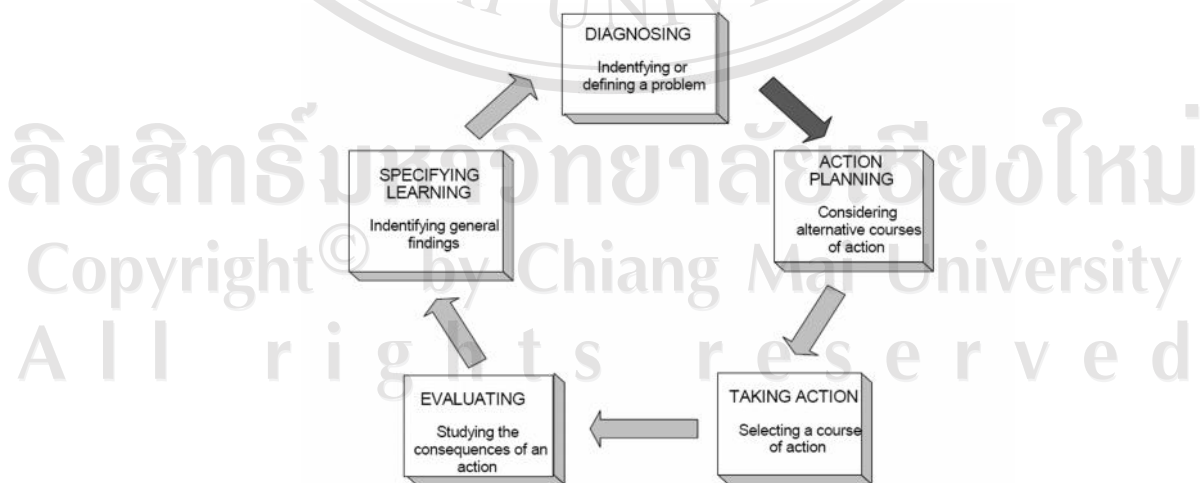 DIAGNOSING
Indentfying or
defining a problem
ACTION
PLANNING
Considering
alternative courses
of action
TAKING ACTION
Selecting a course
of action
EVALUATING
Studying the
consequences of an
action
SPECIFYING
LEARNING
Indentifying general
findings
ลิขสิทธิ์มหาวิทยาลัยเชียงใหม่
Copyright© by Chiang Mai University
All rights reserved